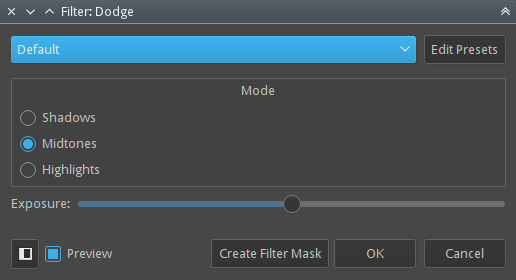 Filter: Dodge
Default
Edit Presets
Mode
Shadows
Midtones
Highlights
Exposure:
Preview
Create Filter Mask
OK
Cancel